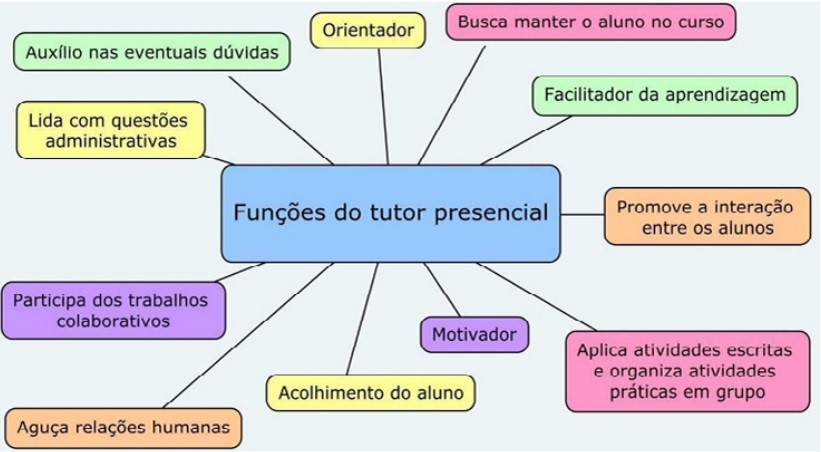 Orientador
Busca manter o aluno no curso
Auxílio nas eventuais dúvidas
Facilitador da aprendizagem
Lida com questões
administrativas
Funções do tutor presencial
Promove a interação
entre os alunos
Participa dos trabalhos
colaborativos
Motivador
Aplica atividades escritas
e organiza atividades
práticas em grupo
Acolhimento do aluno
Aguça relações humanas